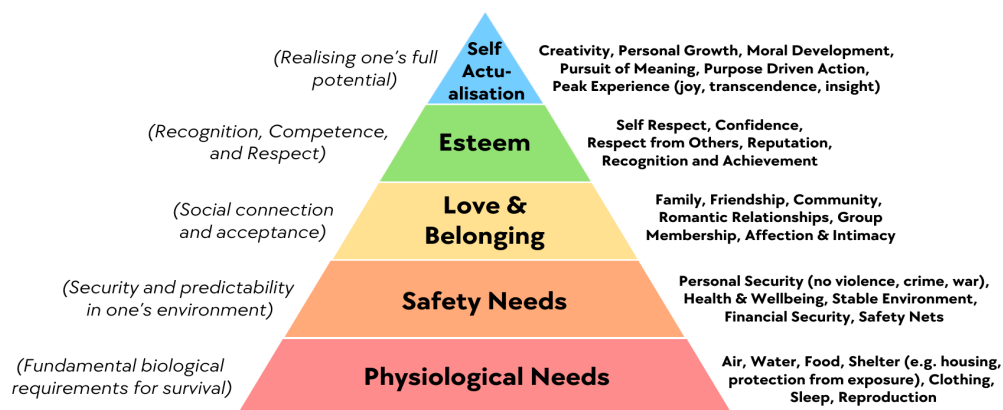 (Realising one's full
potential)
Self
Actu-
alisation
Creativity, Personal Growth, Moral Development,
Pursuit of Meaning, Purpose Driven Action,
Peak Experience (joy, transcendence, insight)
(Recognition, Competence,
and Respect)
Esteem
Self Respect, Confidence,
Respect from Others, Reputation,
Recognition and Achievement
(Social connection
and acceptance)
Love &
Belonging
Family, Friendship, Community,
Romantic Relationships, Group
Membership, Affection & Intimacy
(Security and predictability
in one's environment)
Safety Needs
Personal Security (no violence, crime, war),
Health & Wellbeing, Stable Environment,
Financial Security, Safety Nets
(Fundamental biological
requirements for survival)
Physiological Needs
Air, Water, Food, Shelter (e.g. housing,
protection from exposure), Clothing,
Sleep, Reproduction